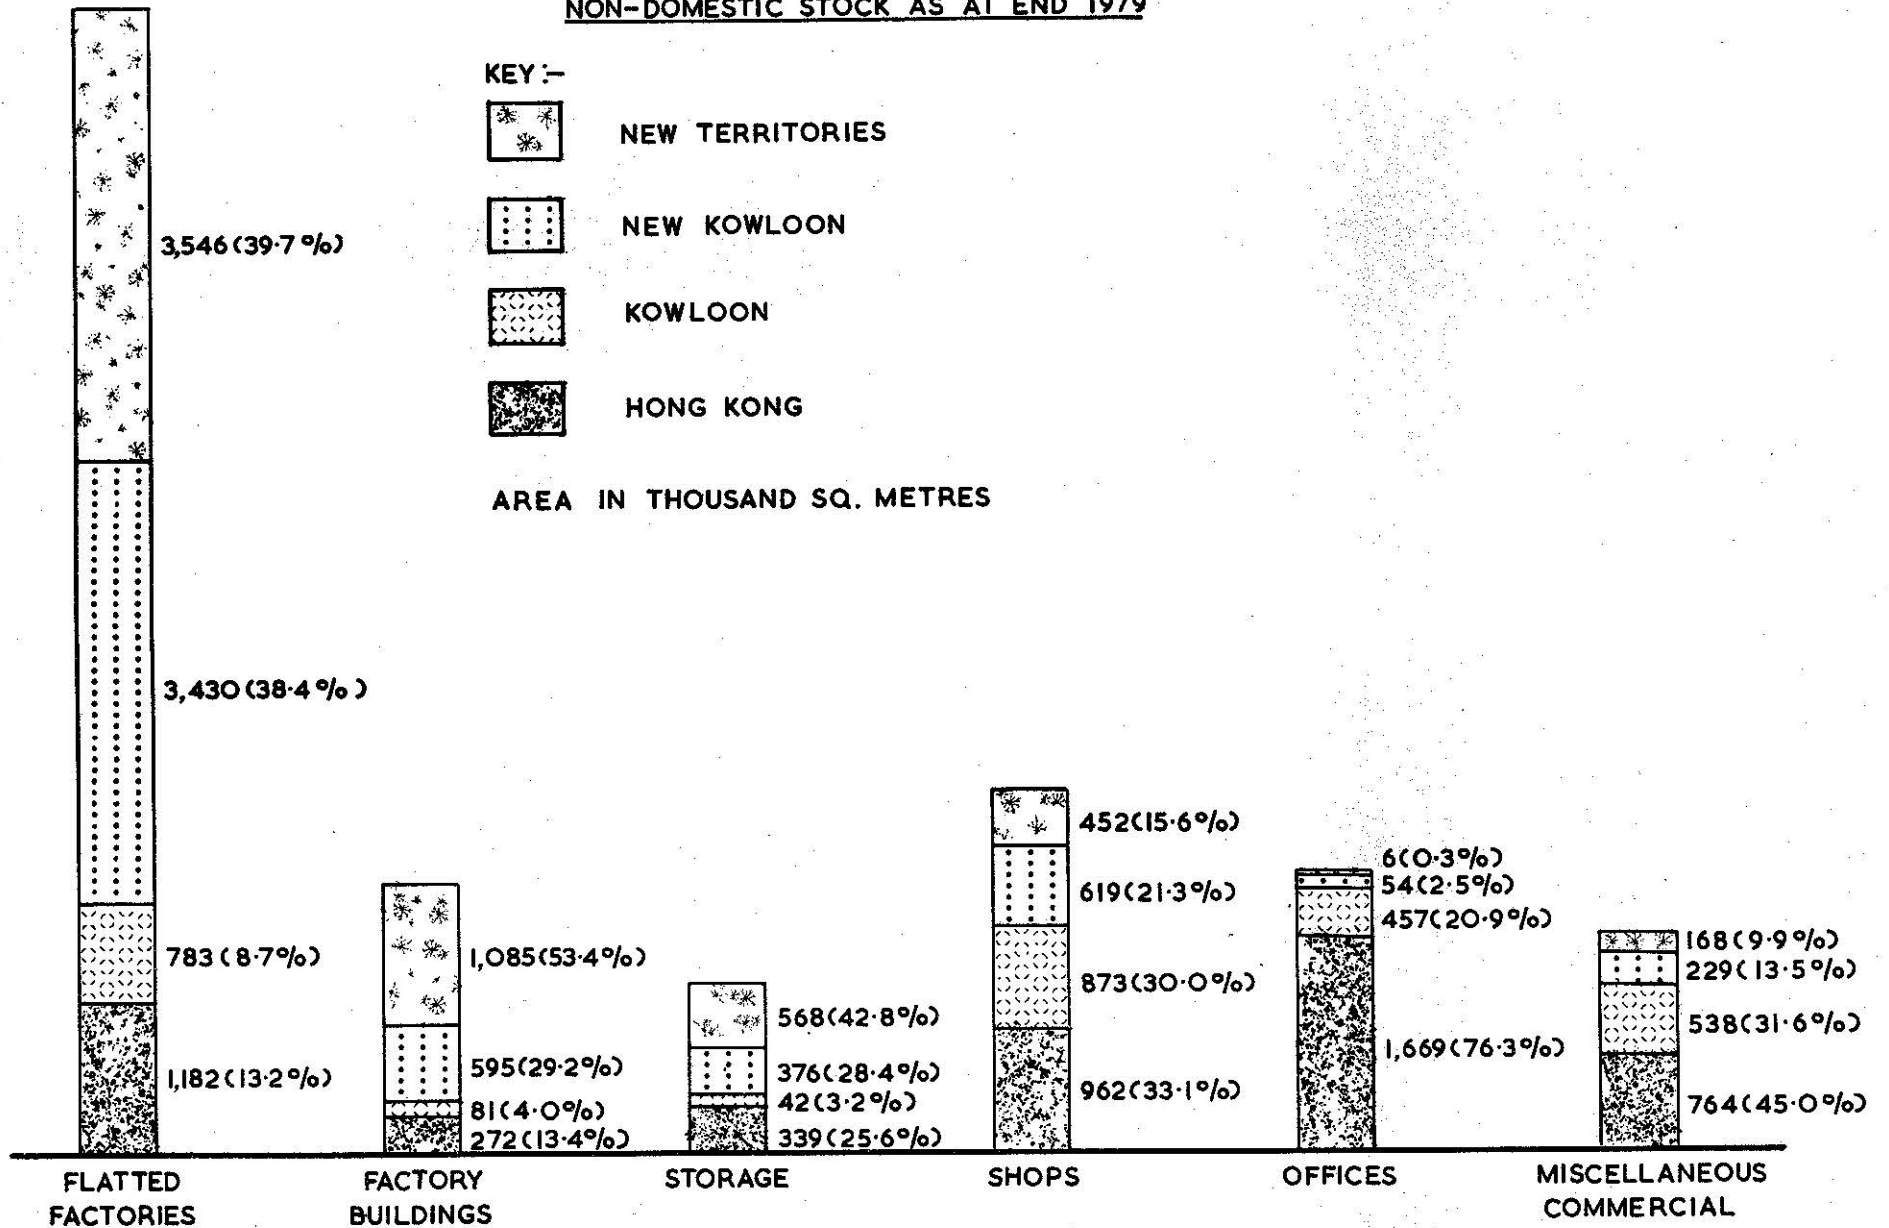 NON-DOMESTIC STOCK AS AT END 1979
KEY:-
NEW TERRITORIES
NEW KOWLOON
KOWLOON
HONG KONG
AREA IN THOUSAND SQ. METRES
3,546(39·7%)
3,430(38·4%)
783(8·7%)
1,182(13·2%)
1,085(53·4%)
595(29·2%)
81(4·0%)
272(13·4%)
568(42·8%)
376(28·4%)
42(3·2%)
339(25·6%)
452(15·6%)
619(21·3%)
873(30·0%)
962(33·1%)
6(0·3%)
54(2·5%)
457(20·9%)
1,669(76·3%)
168(9·9%)
229(13·5%)
538(31·6%)
764(45·0%)
FLATTED
FACTORIES
FACTORY
BUILDINGS
STORAGE
SHOPS
OFFICES
MISCELLANEOUS
COMMERCIAL